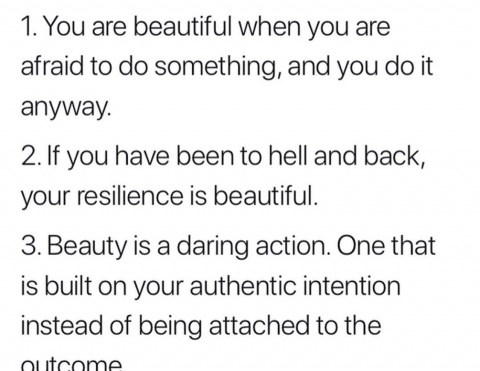 1. You are beautiful when you are
afraid to do something, and you do it
anyway.
2. If you have been to hell and back,
your resilience is beautiful.
3. Beauty is a daring action. One that
is built on your authentic intention
instead of being attached to the
outcome